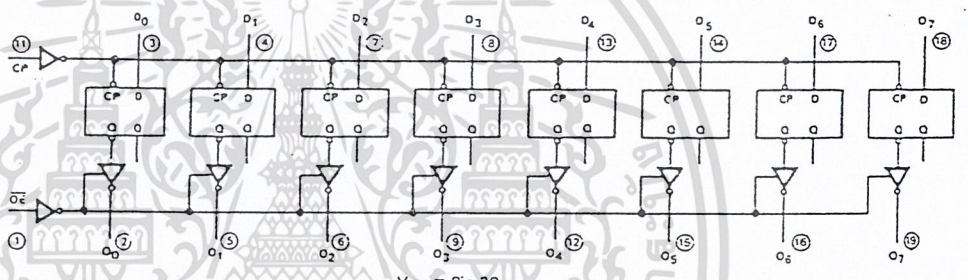 D0 D1 D2 D3 D4 D5 D6 D7
11 3 4 7 8 13 14 17 18
CP
CP D CP D CP D CP D CP D CP CP D CP D
Q Q Q Q Q Q Q Q Q Q Q Q Q Q Q Q
OE
1 2 5 6 9 12 15 16 19
O0 O1 O2 O3 O4 O5 O6 O7